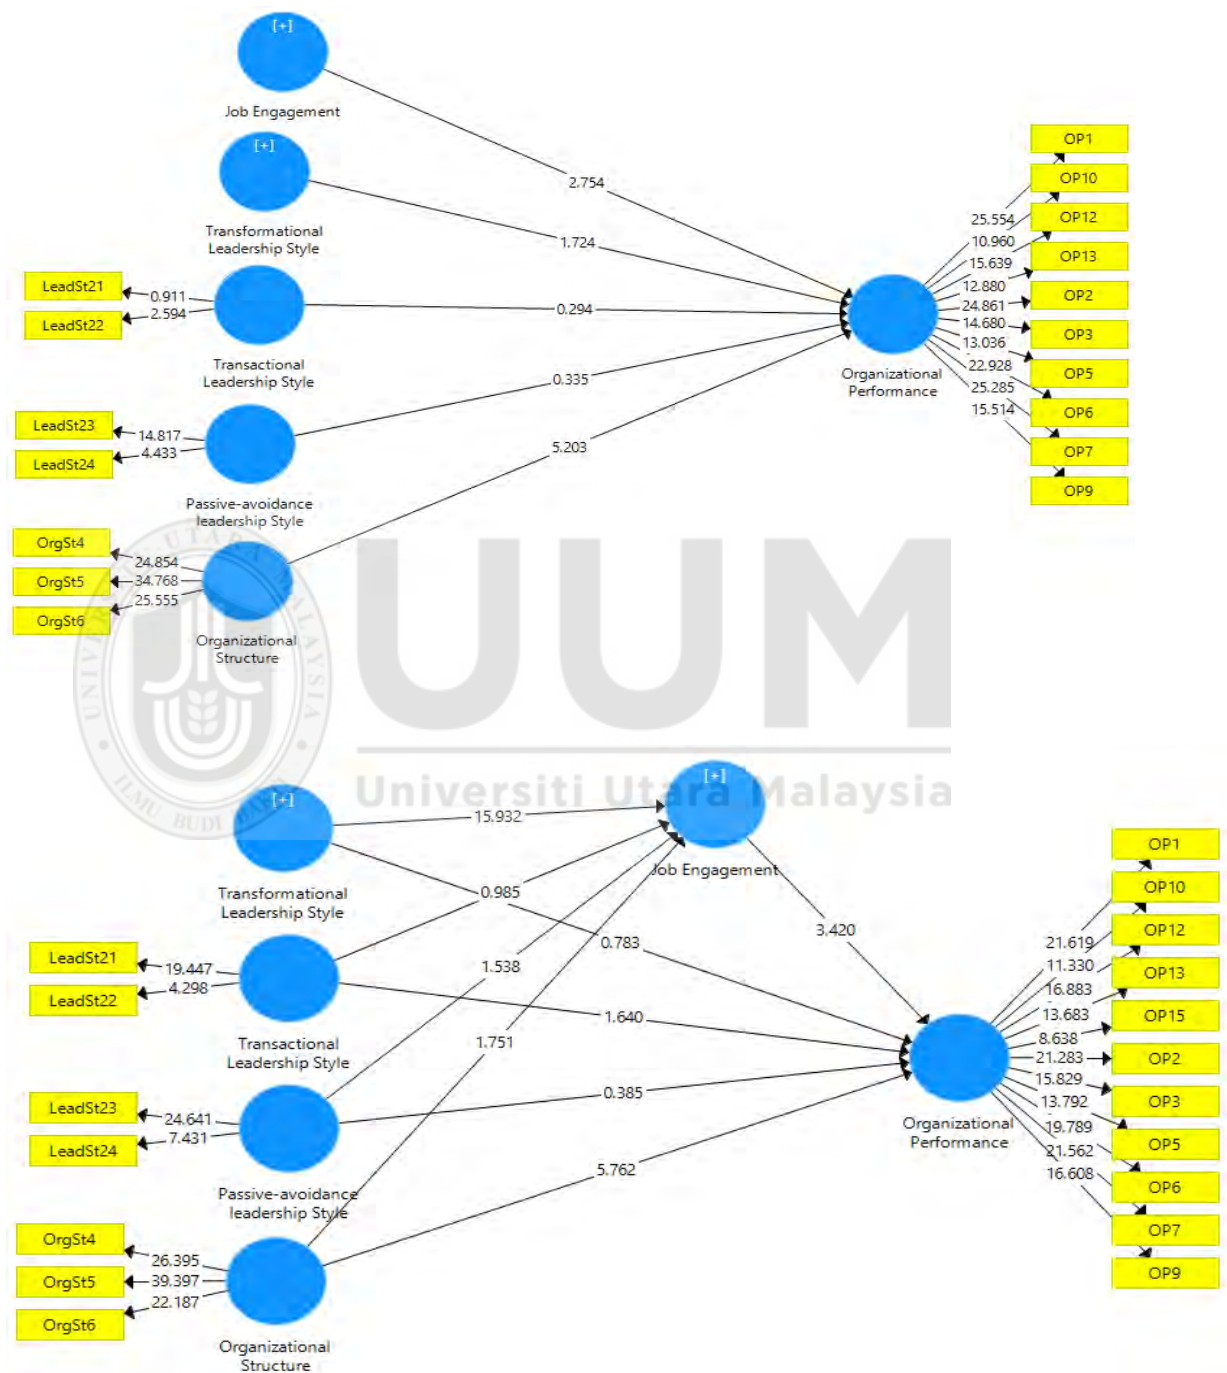 [+]
Job Engagement
[+]
Transformational
Leadership Style
LeadSt21
LeadSt22
0.911
2.594
Transactional
Leadership Style
LeadSt23
LeadSt24
14.817
4.433
Passive-avoidance
leadership Style
OrgSt4
OrgSt5
OrgSt6
24.854
34.768
25.555
Organizational
Structure
2.754
1.724
0.294
0.335
5.203
Organizational
Performance
25.554
10.960
15.639
12.880
24.861
14.680
13.036
22.928
25.285
15.514
OP1
OP10
OP12
OP13
OP2
OP3
OP5
OP6
OP7
OP9
UNIVERSITI UTARA MALAYSIA
ILMU BUDI BAKTI
UUM
Universiti Utara Malaysia
[+]
Transformational
Leadership Style
[+]
Job Engagement
LeadSt21
LeadSt22
19.447
4.298
Transactional
Leadership Style
LeadSt23
LeadSt24
24.641
7.431
Passive-avoidance
leadership Style
OrgSt4
OrgSt5
OrgSt6
26.395
39.397
22.187
Organizational
Structure
15.932
0.985
0.783
1.538
1.751
3.420
1.640
0.385
5.762
Organizational
Performance
21.619
11.330
16.883
13.683
8.638
21.283
15.829
13.792
19.789
21.562
16.608
OP1
OP10
OP12
OP13
OP15
OP2
OP3
OP5
OP6
OP7
OP9